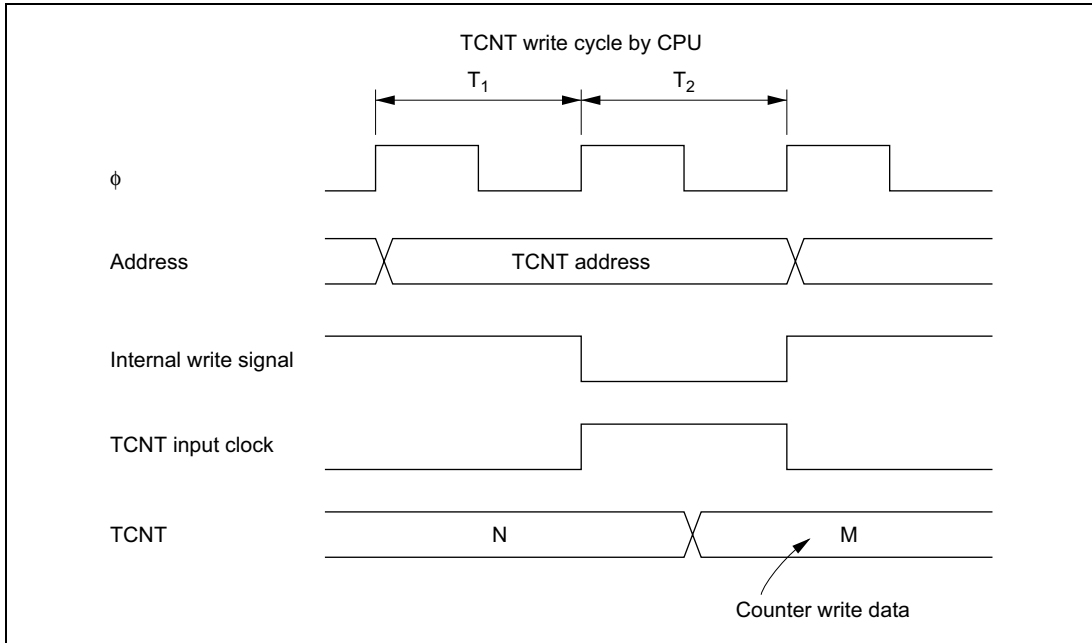 TCNT write cycle by CPU
T1 T2
ϕ
Address TCNT address
Internal write signal
TCNT input clock
TCNT N M
Counter write data